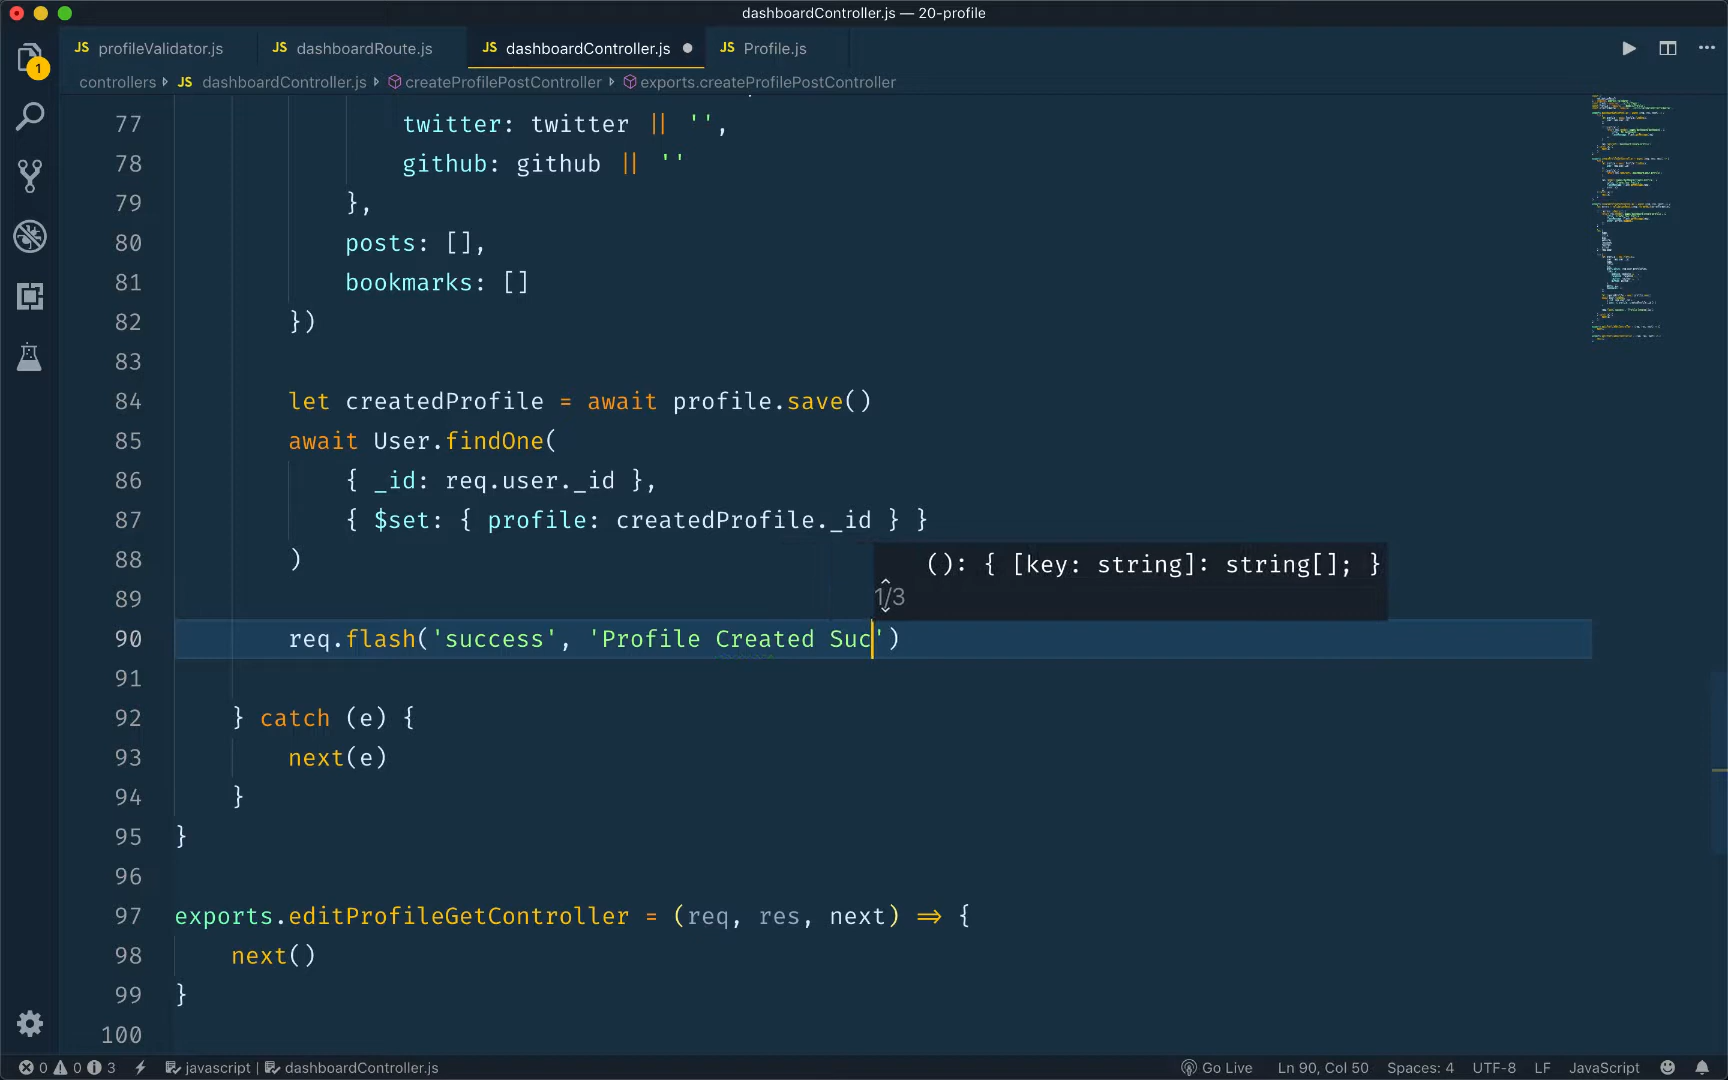 dashboardController.js — 20-profile
JS profileValidator.js JS dashboardRoute.js JS dashboardController.js JS Profile.js
controllers JS dashboardController.js createProfilePostController exports.createProfilePostController
77 twitter: twitter || '',
78 github: github || ''
79 },
80 posts: [],
81 bookmarks: []
82 })
83
84 let createdProfile = await profile.save()
85 await User.findOne(
86 { _id: req.user._id },
87 { $set: { profile: createdProfile._id } }
88 )
(): { [key: string]: string[]; }
1/3
89
90 req.flash('success', 'Profile Created Suc')
91
92 } catch (e) {
93 next(e)
94 }
95 }
96
97 exports.editProfileGetController = (req, res, next) => {
98 next()
99 }
100
1
0 0 3 javascript | dashboardController.js Go Live Ln 90, Col 50 Spaces: 4 UTF-8 LF JavaScript